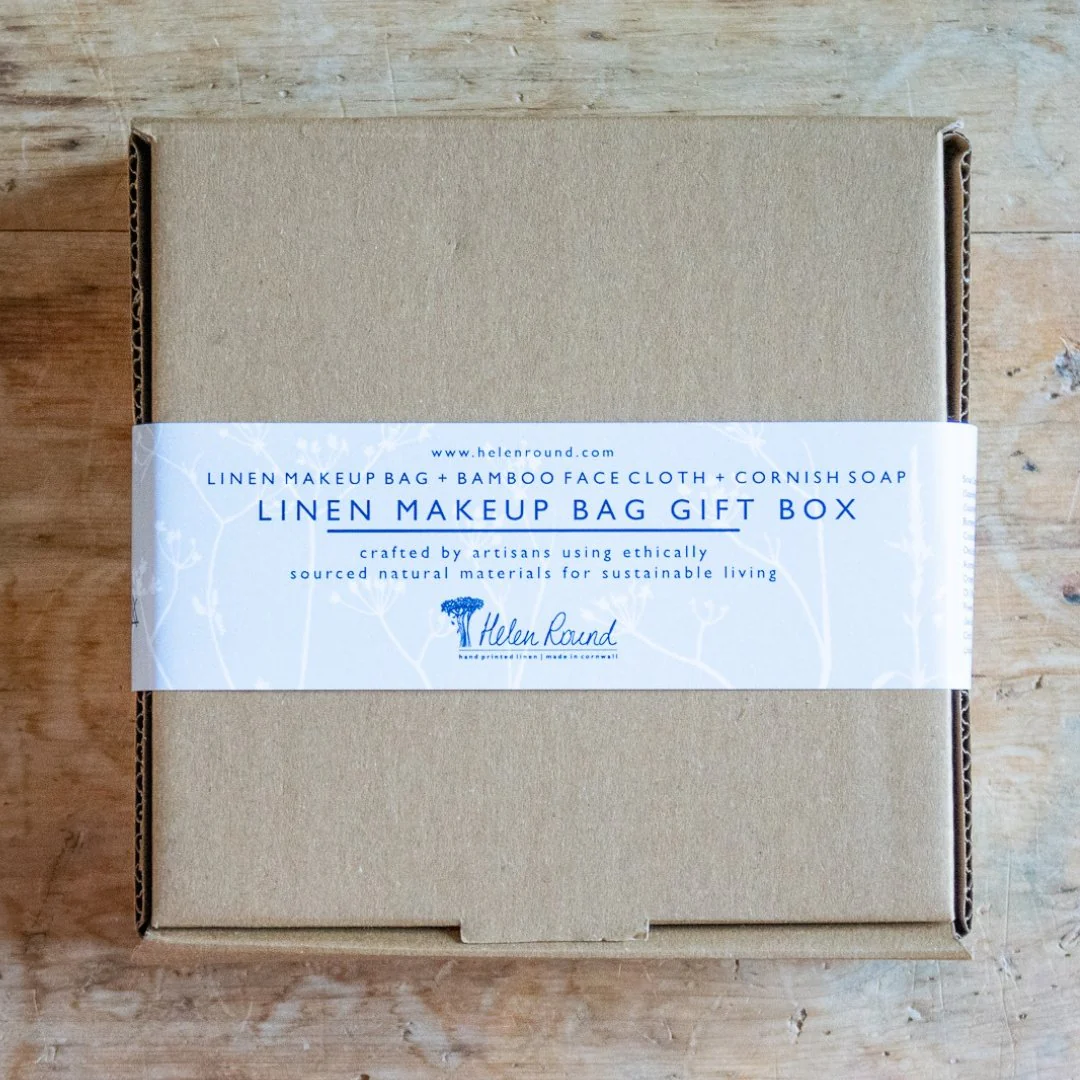 www.helenround.com
LINEN MAKEUP BAG + BAMBOO FACE CLOTH + CORNISH SOAP
LINEN MAKEUP BAG GIFT BOX
crafted by artisans using ethically
sourced natural materials for sustainable living
Helen Round
hand printed linen | made in cornwall